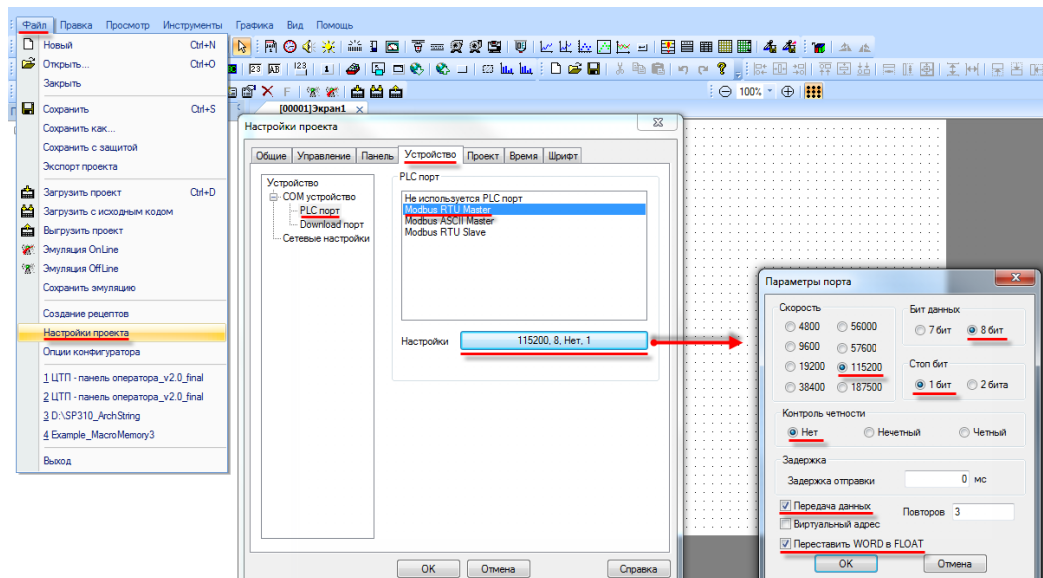 Файл Правка Просмотр Инструменты Графика Вид Помощь
Новый Ctrl+N
Открыть... Ctrl+O
Закрыть
Сохранить Ctrl+S
Сохранить как...
Сохранить с защитой
Экспорт проекта
Загрузить проект Ctrl+D
Загрузить с исходным кодом
Выгрузить проект
Эмуляция OnLine
Эмуляция OffLine
Сохранить эмуляцию
Создание рецептов
Настройки проекта
Опции конфигуратора
1 ЦТП - панель оператора_v2.0_final
2 ЦТП - панель оператора_v2.0_final
3 D:\SP310_ArchString
4 Example_MacroMemory3
Выход
100%
[00001]Экран1
Настройки проекта
Общие Управление Панель Устройство Проект Время Шрифт
Устройство
COM устройство
PLC порт
Download порт
Сетевые настройки
PLC порт
Не используется PLC порт
Modbus RTU Master
Modbus ASCII Master
Modbus RTU Slave
Настройки 115200, 8, Нет, 1
OK Отмена Справка
Параметры порта
Скорость
4800 56000
9600 57600
19200 115200
38400 187500
Бит данных
7 бит 8 бит
Стоп бит
1 бит 2 бита
Контроль четности
Нет Нечетный Четный
Задержка
Задержка отправки 0 мс
Передача данных
Повторов 3
Виртуальный адрес
Переставить WORD в FLOAT
OK Отмена